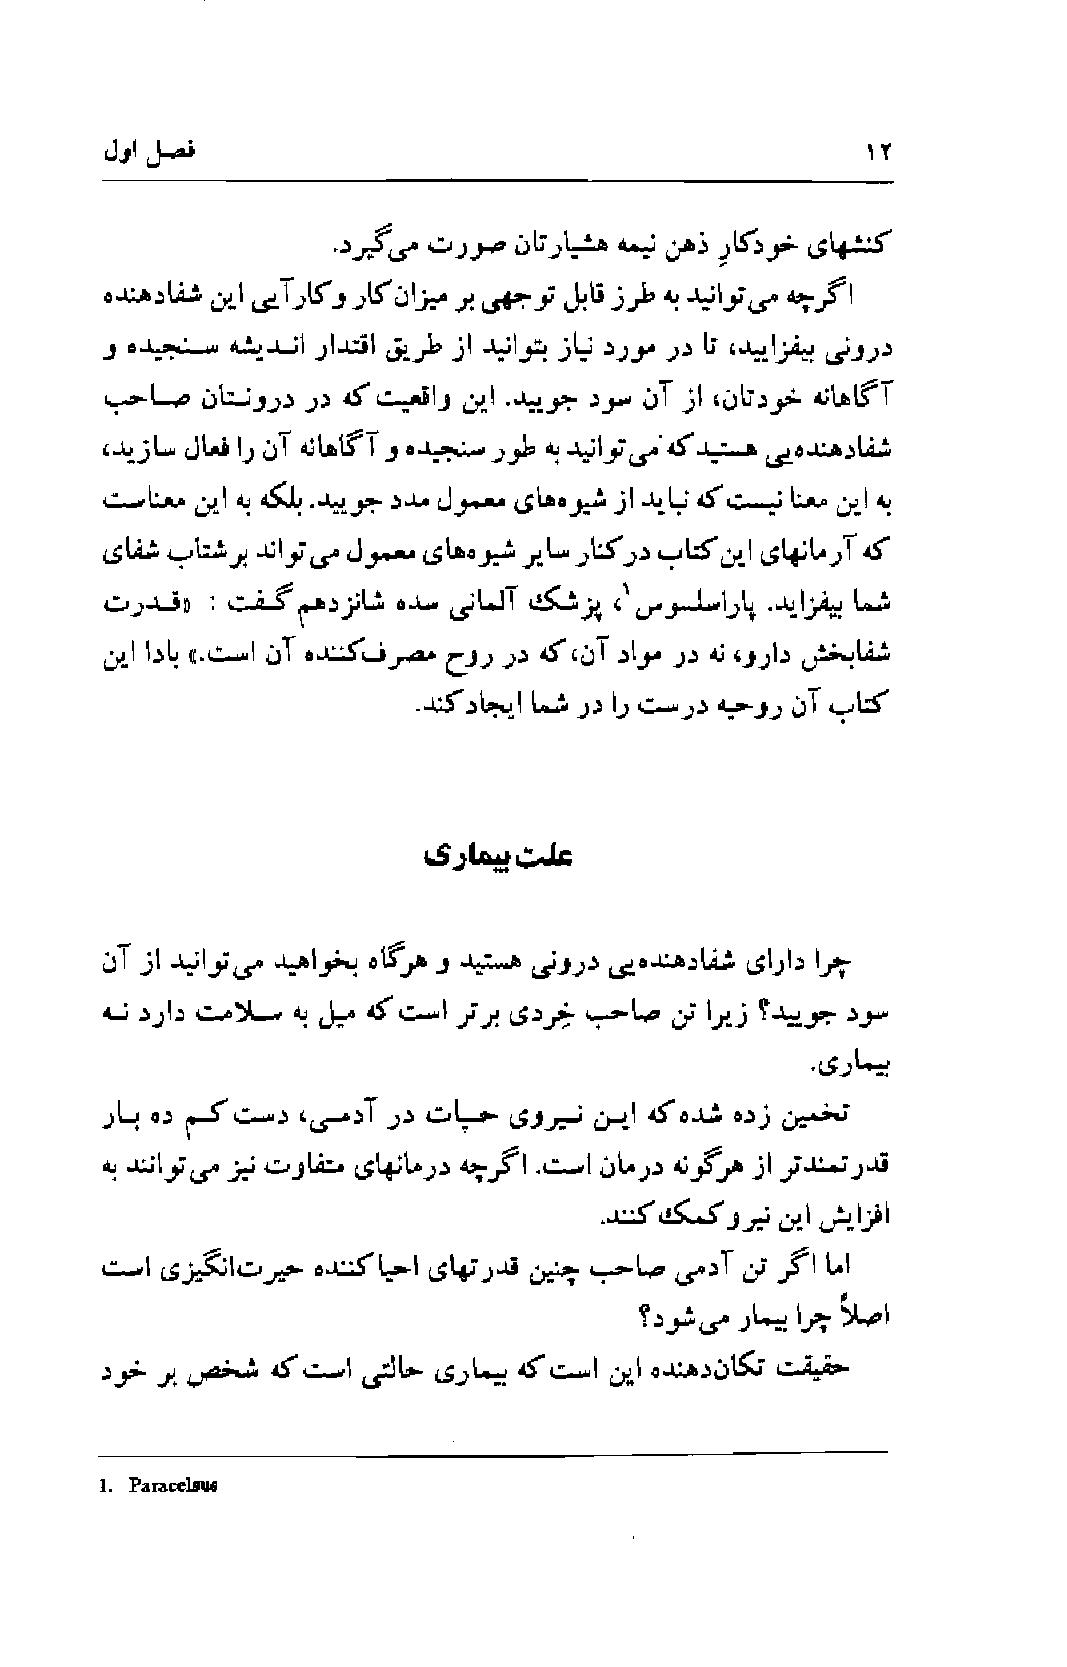 ۱۲
فصل اول
کنشهای خودکارِ ذهن نیمه هشیارتان صورت می‌گیرد.
اگرچه می‌توانید به طرز قابل توجهی بر میزان کار و کارآیی این شفادهنده
درونی بیفزایید، تا در مورد نیاز بتوانید از طریق اقتدار اندیشه سنجیده و
آگاهانه خودتان، از آن سود جویید. این واقعیت که در درونتان صاحب
شفادهنده‌یی هستید که می‌توانید به طور سنجیده و آگاهانه آن را فعال سازید،
به این معنا نیست که نباید از شیوه‌های معمول مدد جویید. بلکه به این معناست
که آرمانهای این کتاب در کنار سایر شیوه‌های معمول می‌تواند بر شتاب شفای
شما بیفزاید. پاراسلسوس۱، پزشک آلمانی سده شانزدهم گفت : «قدرت
شفابخش دارو، نه در مواد آن، که در روح مصرف‌کننده آن است.» بادا این
کتاب آن روحیه درست را در شما ایجاد کند.
علت بیماری
چرا دارای شفادهنده‌یی درونی هستید و هرگاه بخواهید می‌توانید از آن
سود جویید؟ زیرا تن صاحب خِردی برتر است که میل به سلامت دارد نه
بیماری.
تخمین زده شده که این نیروی حیات در آدمی، دست کم ده بار
قدرتمندتر از هرگونه درمان است. اگرچه درمانهای متفاوت نیز می‌توانند به
افزایش این نیرو کمک کنند.
اما اگر تن آدمی صاحب چنین قدرتهای احیاکننده حیرت‌انگیزی است
اصلاً چرا بیمار می‌شود؟
حقیقت تکان‌دهنده این است که بیماری حالتی است که شخص بر خود
1. Paracelsus